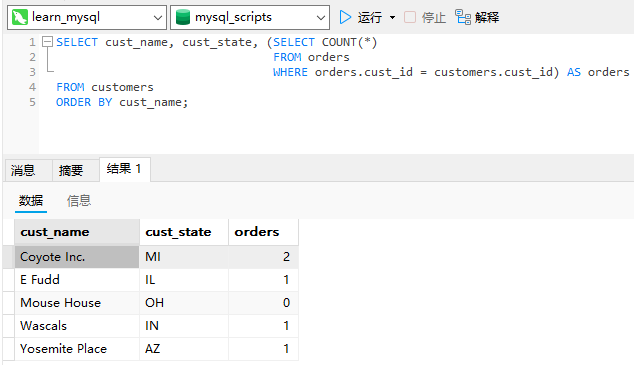 learn_mysql mysql_scripts 运行 停止 解释
1 SELECT cust_name, cust_state, (SELECT COUNT(*)
2 FROM orders
3 WHERE orders.cust_id = customers.cust_id) AS orders
4 FROM customers
5 ORDER BY cust_name;
消息 摘要 结果 1
数据 信息
cust_name cust_state orders
Coyote Inc. MI 2
E Fudd IL 1
Mouse House OH 0
Wascals IN 1
Yosemite Place AZ 1